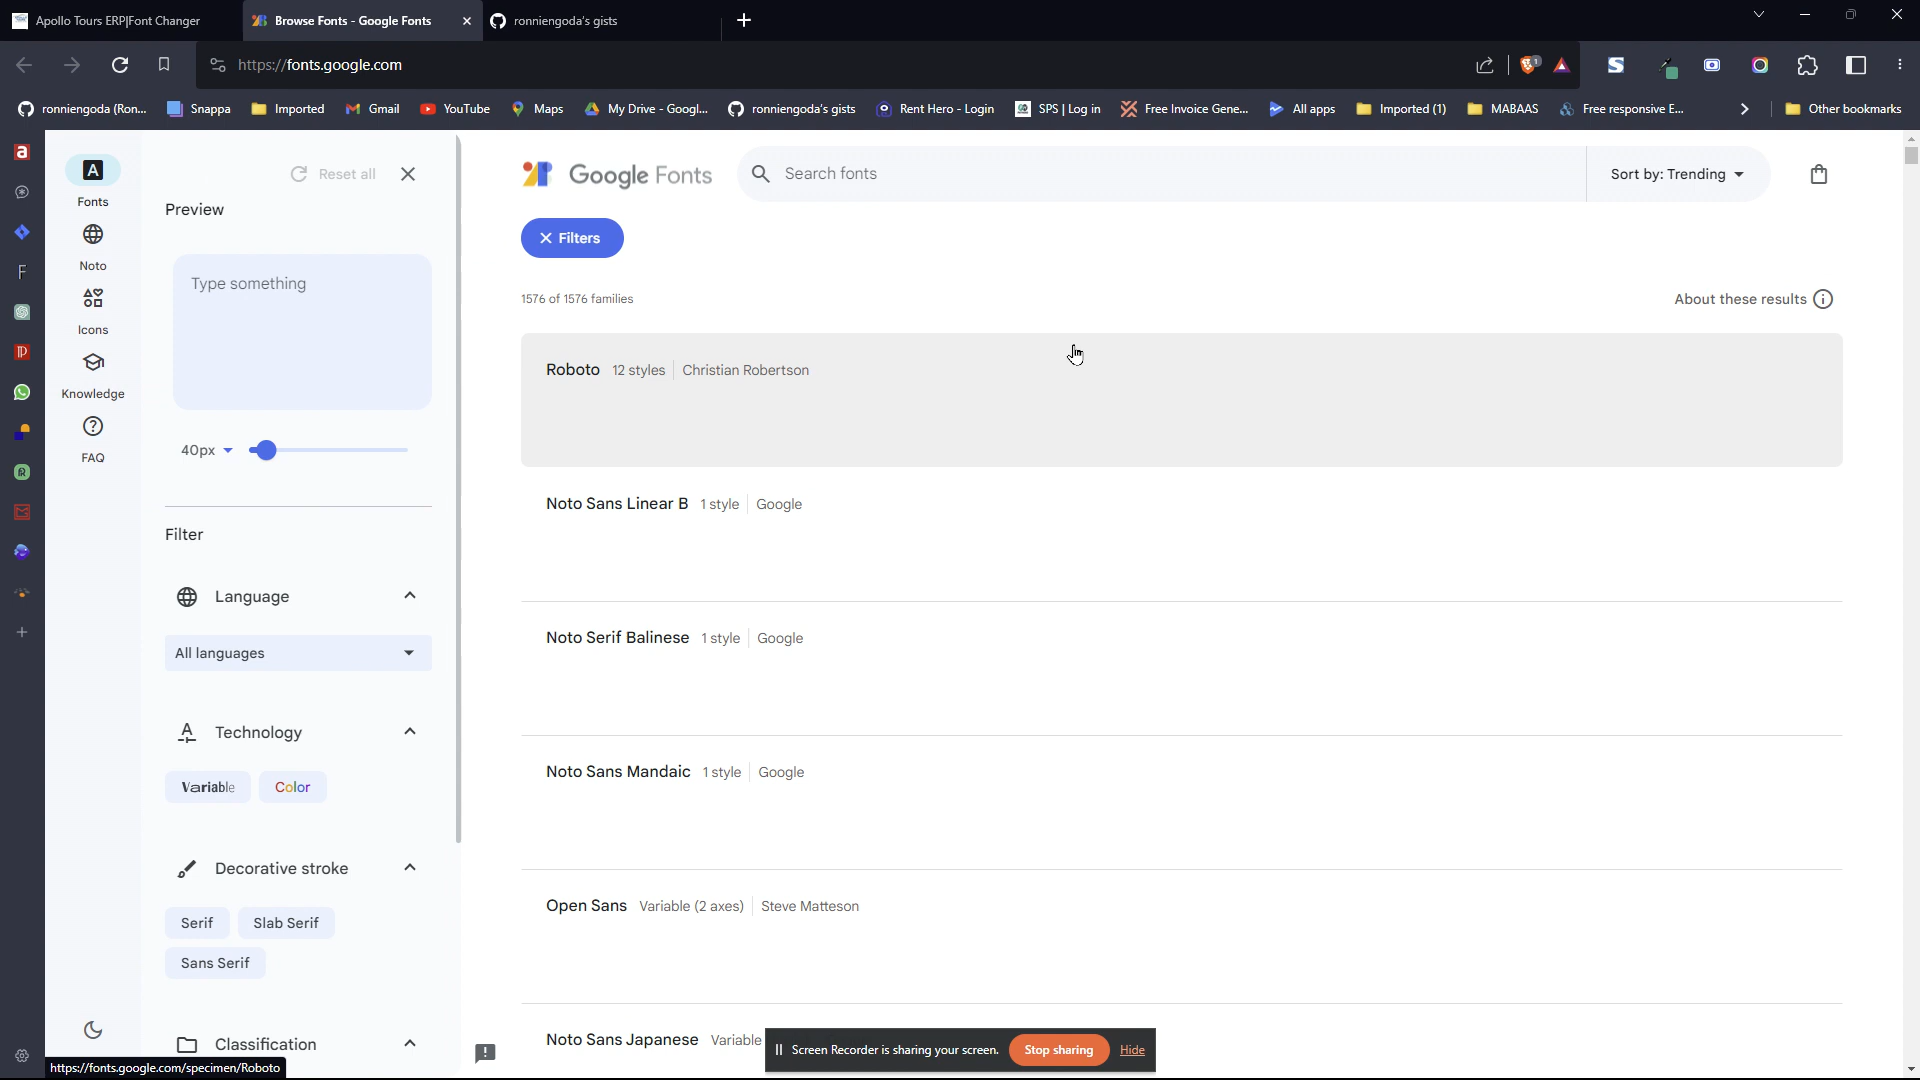 Apollo Tours ERP|Font Changer
Browse Fonts - Google Fonts
ronniegoda's gists
https://fonts.google.com
ronniegoda (Ron...
Snappa
Imported
Gmail
YouTube
Maps
My Drive - Googl...
ronniegoda's gists
Rent Hero - Login
SPS | Log in
Free Invoice Gene...
All apps
Imported (1)
MABAAS
Free responsive E...
Other bookmarks
Fonts
Noto
Icons
Knowledge
FAQ
Reset all
Preview
Type something
40px
Filter
Language
All languages
Technology
Variable
Color
Decorative stroke
Serif
Slab Serif
Sans Serif
Classification
Google Fonts
Search fonts
Sort by: Trending
Filters
1576 of 1576 families
About these results
Roboto 12 styles Christian Robertson
Noto Sans Linear B 1 style Google
Noto Serif Balinese 1 style Google
Noto Sans Mandaic 1 style Google
Open Sans Variable (2 axes) Steve Matteson
Noto Sans Japanese Variable
Screen Recorder is sharing your screen.
Stop sharing
Hide
https://fonts.google.com/specimen/Roboto